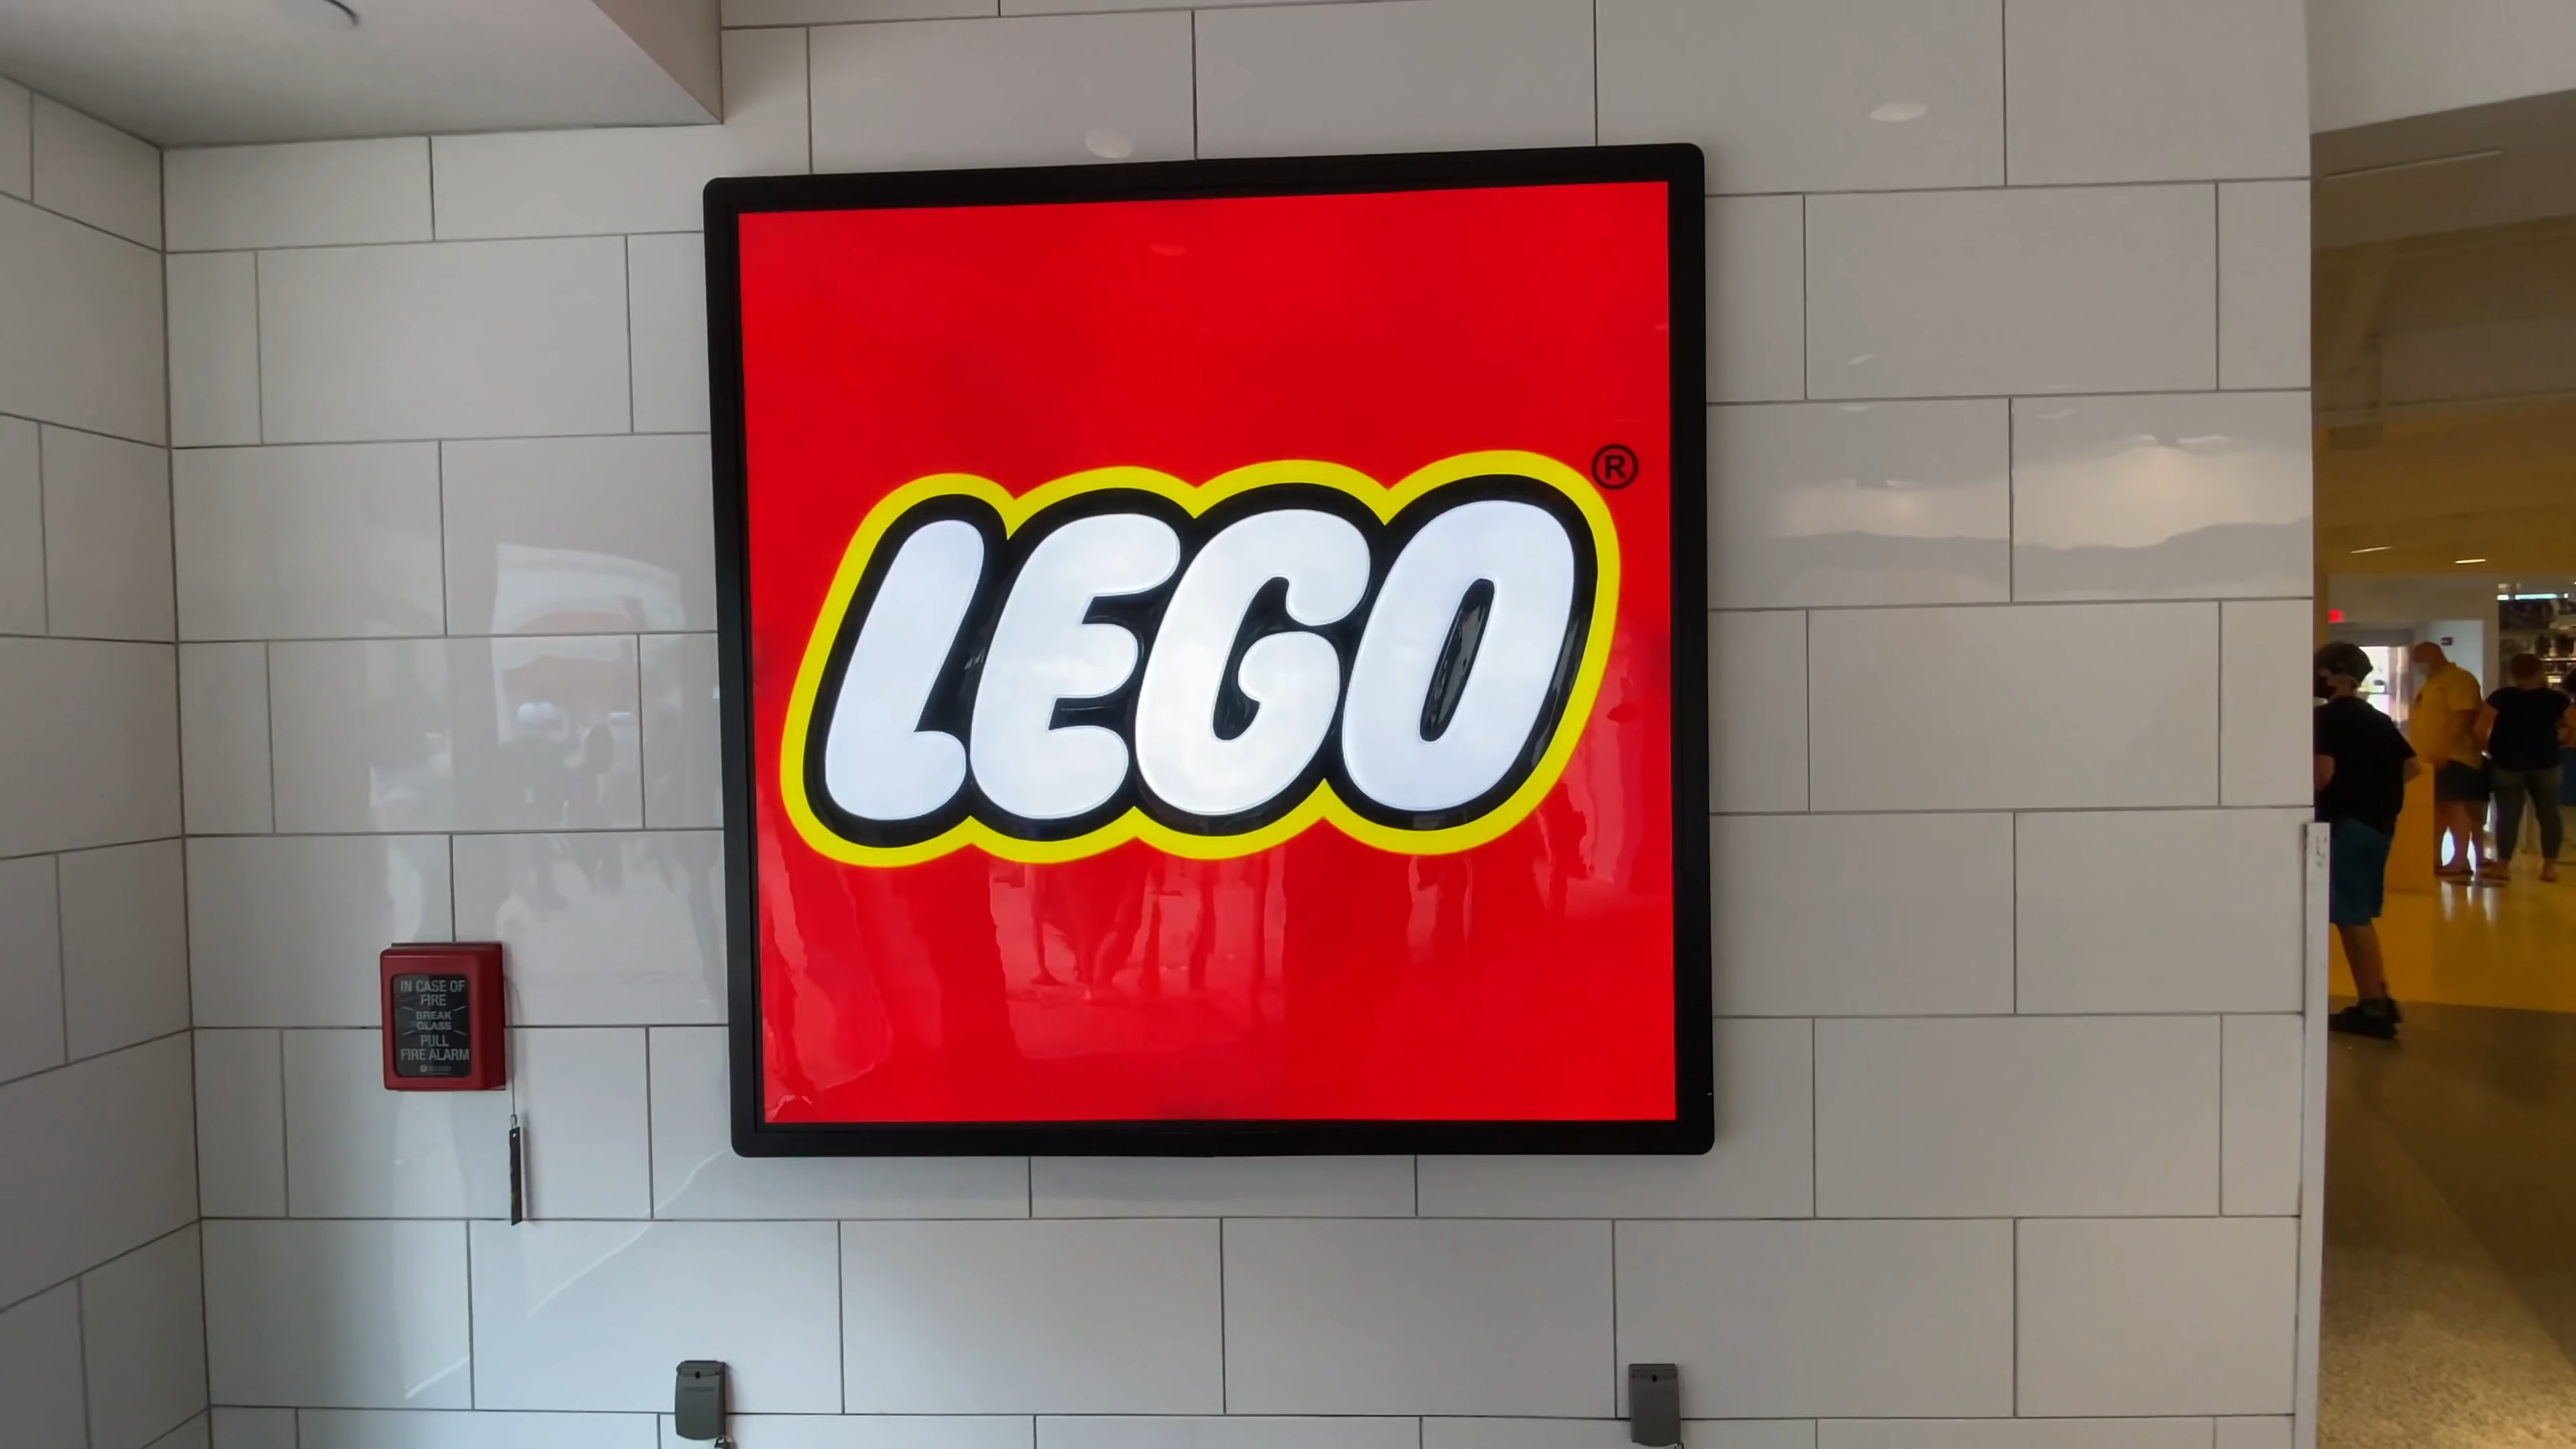 LEGO®
IN CASE OF
FIRE
BREAK
GLASS
PULL
FIRE ALARM